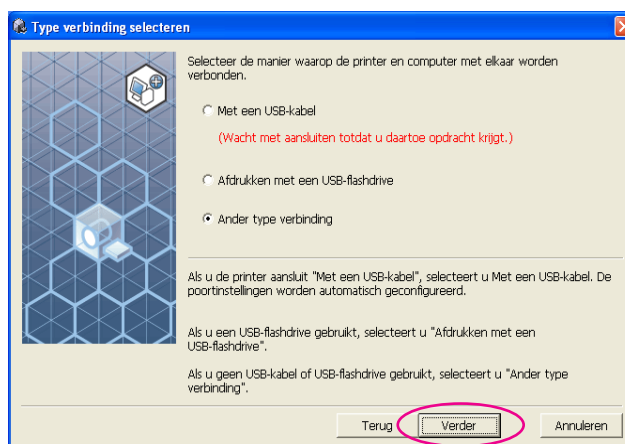 Type verbinding selecteren
Selecteer de manier waarop de printer en computer met elkaar worden
verbonden.
Met een USB-kabel
(Wacht met aansluiten totdat u daartoe opdracht krijgt.)
Afdrukken met een USB-flashdrive
Ander type verbinding
Als u de printer aansluit "Met een USB-kabel", selecteert u Met een USB-kabel. De
poortinstellingen worden automatisch geconfigureerd.
Als u een USB-flashdrive gebruikt, selecteert u "Afdrukken met een
USB-flashdrive".
Als u geen USB-kabel of USB-flashdrive gebruikt, selecteert u "Ander type
verbinding".
Terug Verder Annuleren